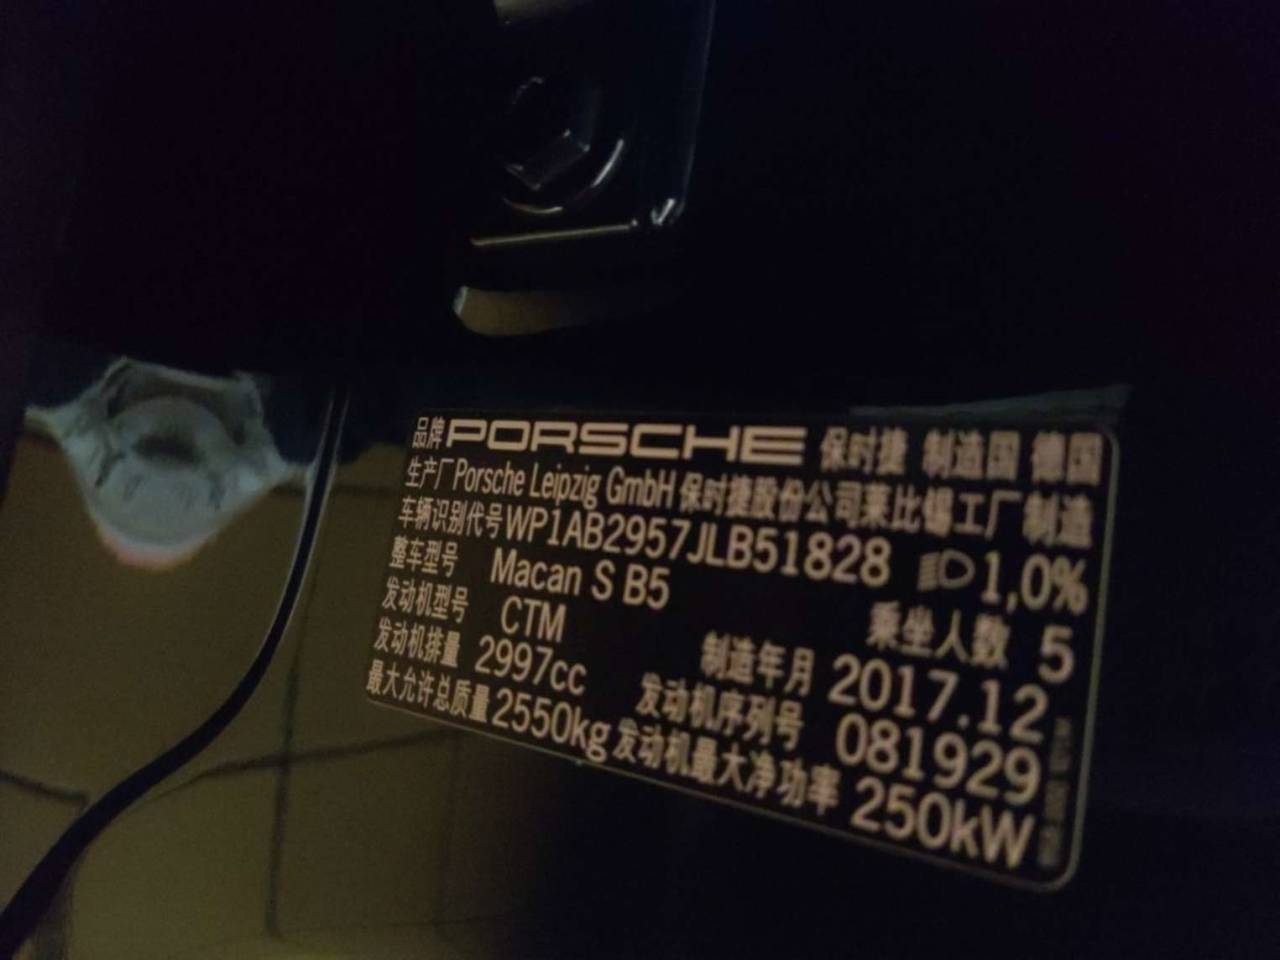 品牌 PORSCHE 保时捷 制造国 德国
生产厂 Porsche Leipzig GmbH 保时捷股份公司莱比锡工厂制造
车辆识别代号 WP1AB2957JLB51828 1,0%
整车型号 Macan S B5 乘坐人数 5
发动机型号 CTM 制造年月 2017.12
发动机排量 2997cc 发动机序列号 081929
最大允许总质量 2550kg 发动机最大净功率 250kW